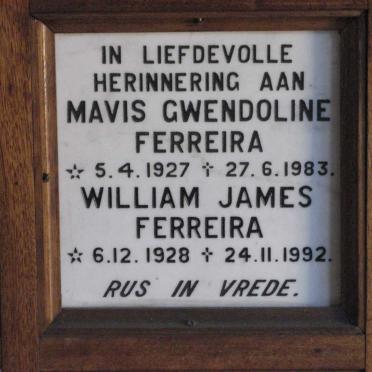 IN LIEFDEVOLLE
HERINNERING AAN
MAVIS GWENDOLINE
FERREIRA
☆ 5.4.1927 ✝ 27.6.1983.
WILLIAM JAMES
FERREIRA
☆ 6.12.1928 ✝ 24.11.1992.
RUS IN VREDE.